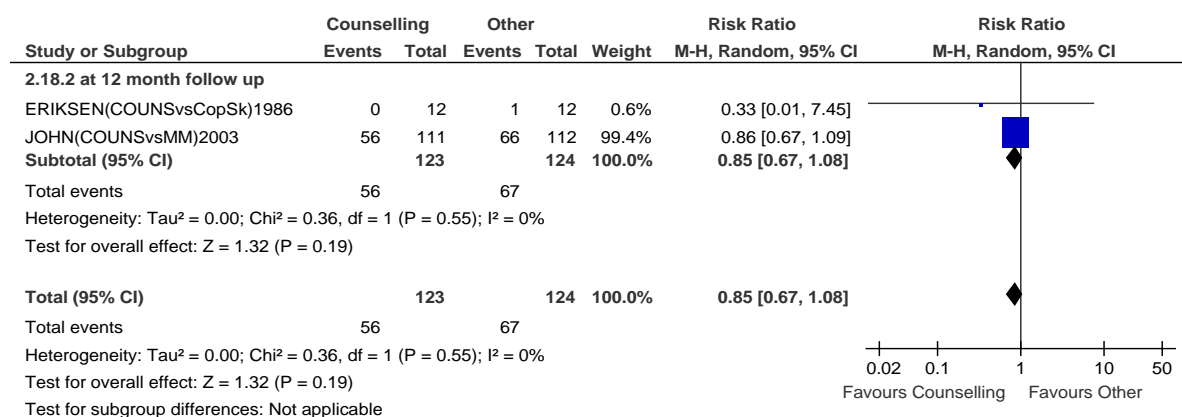 Counselling Other Risk Ratio Risk Ratio
Study or Subgroup Events Total Events Total Weight M-H, Random, 95% CI M-H, Random, 95% CI
2.18.2 at 12 month follow up
ERIKSEN(COUNSvsCopSk)1986 0 12 1 12 0.6% 0.33 [0.01, 7.45]
JOHN(COUNSvsMM)2003 56 111 66 112 99.4% 0.86 [0.67, 1.09]
Subtotal (95% CI) 123 124 100.0% 0.85 [0.67, 1.08]
Total events 56 67
Heterogeneity: Tau² = 0.00; Chi² = 0.36, df = 1 (P = 0.55); I² = 0%
Test for overall effect: Z = 1.32 (P = 0.19)
Total (95% CI) 123 124 100.0% 0.85 [0.67, 1.08]
Total events 56 67
Heterogeneity: Tau² = 0.00; Chi² = 0.36, df = 1 (P = 0.55); I² = 0%
Test for overall effect: Z = 1.32 (P = 0.19)
Test for subgroup differences: Not applicable
0.02 0.1 1 10 50
Favours Counselling Favours Other